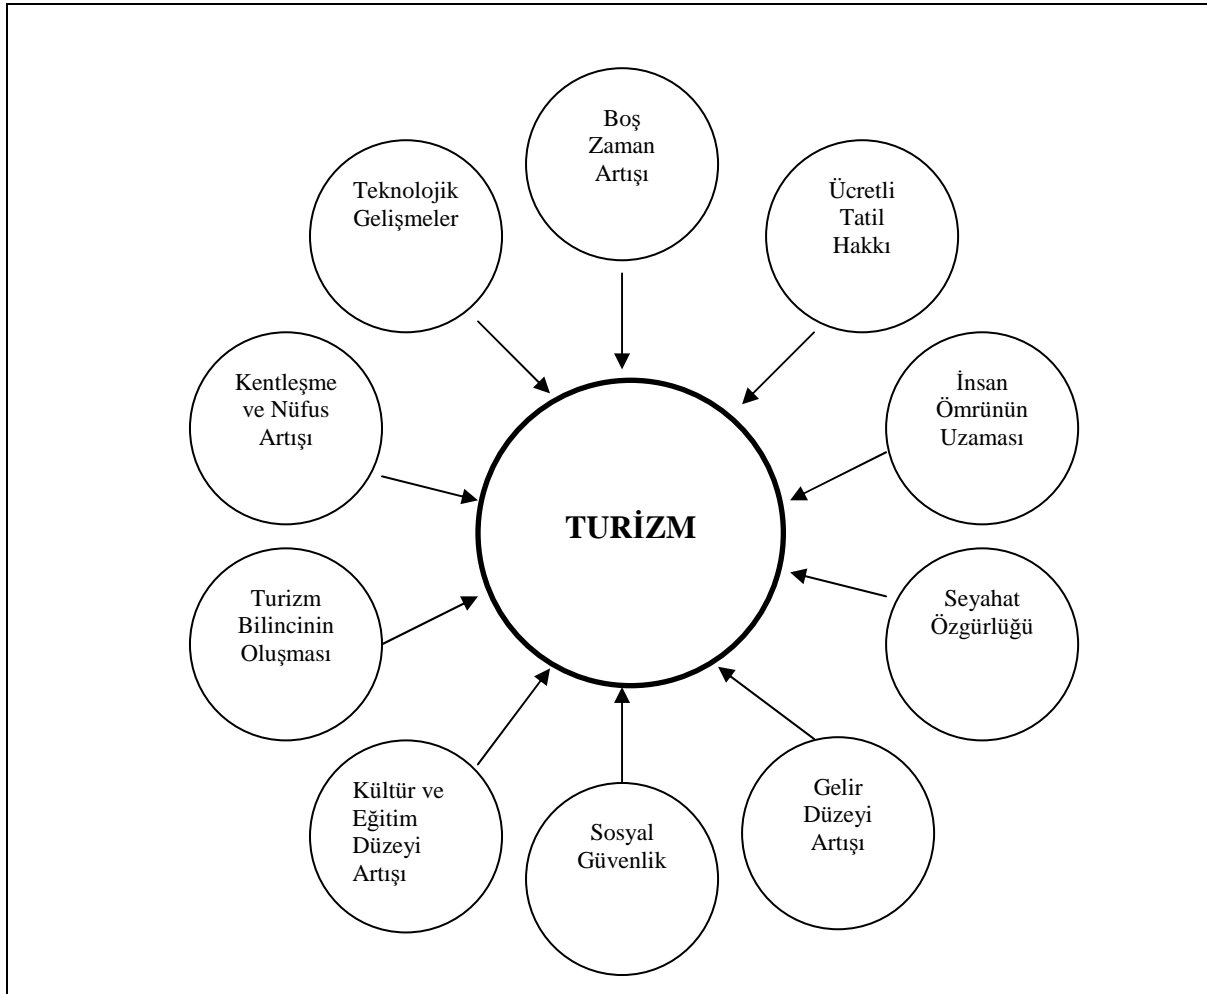 Boş
Zaman
Artışı
Teknolojik
Gelişmeler
Ücretli
Tatil
Hakkı
Kentleşme
ve Nüfus
Artışı
İnsan
Ömrünün
Uzaması
TURİZM
Turizm
Bilincinin
Oluşması
Seyahat
Özgürlüğü
Kültür ve
Eğitim
Düzeyi
Artışı
Sosyal
Güvenlik
Gelir
Düzeyi
Artışı